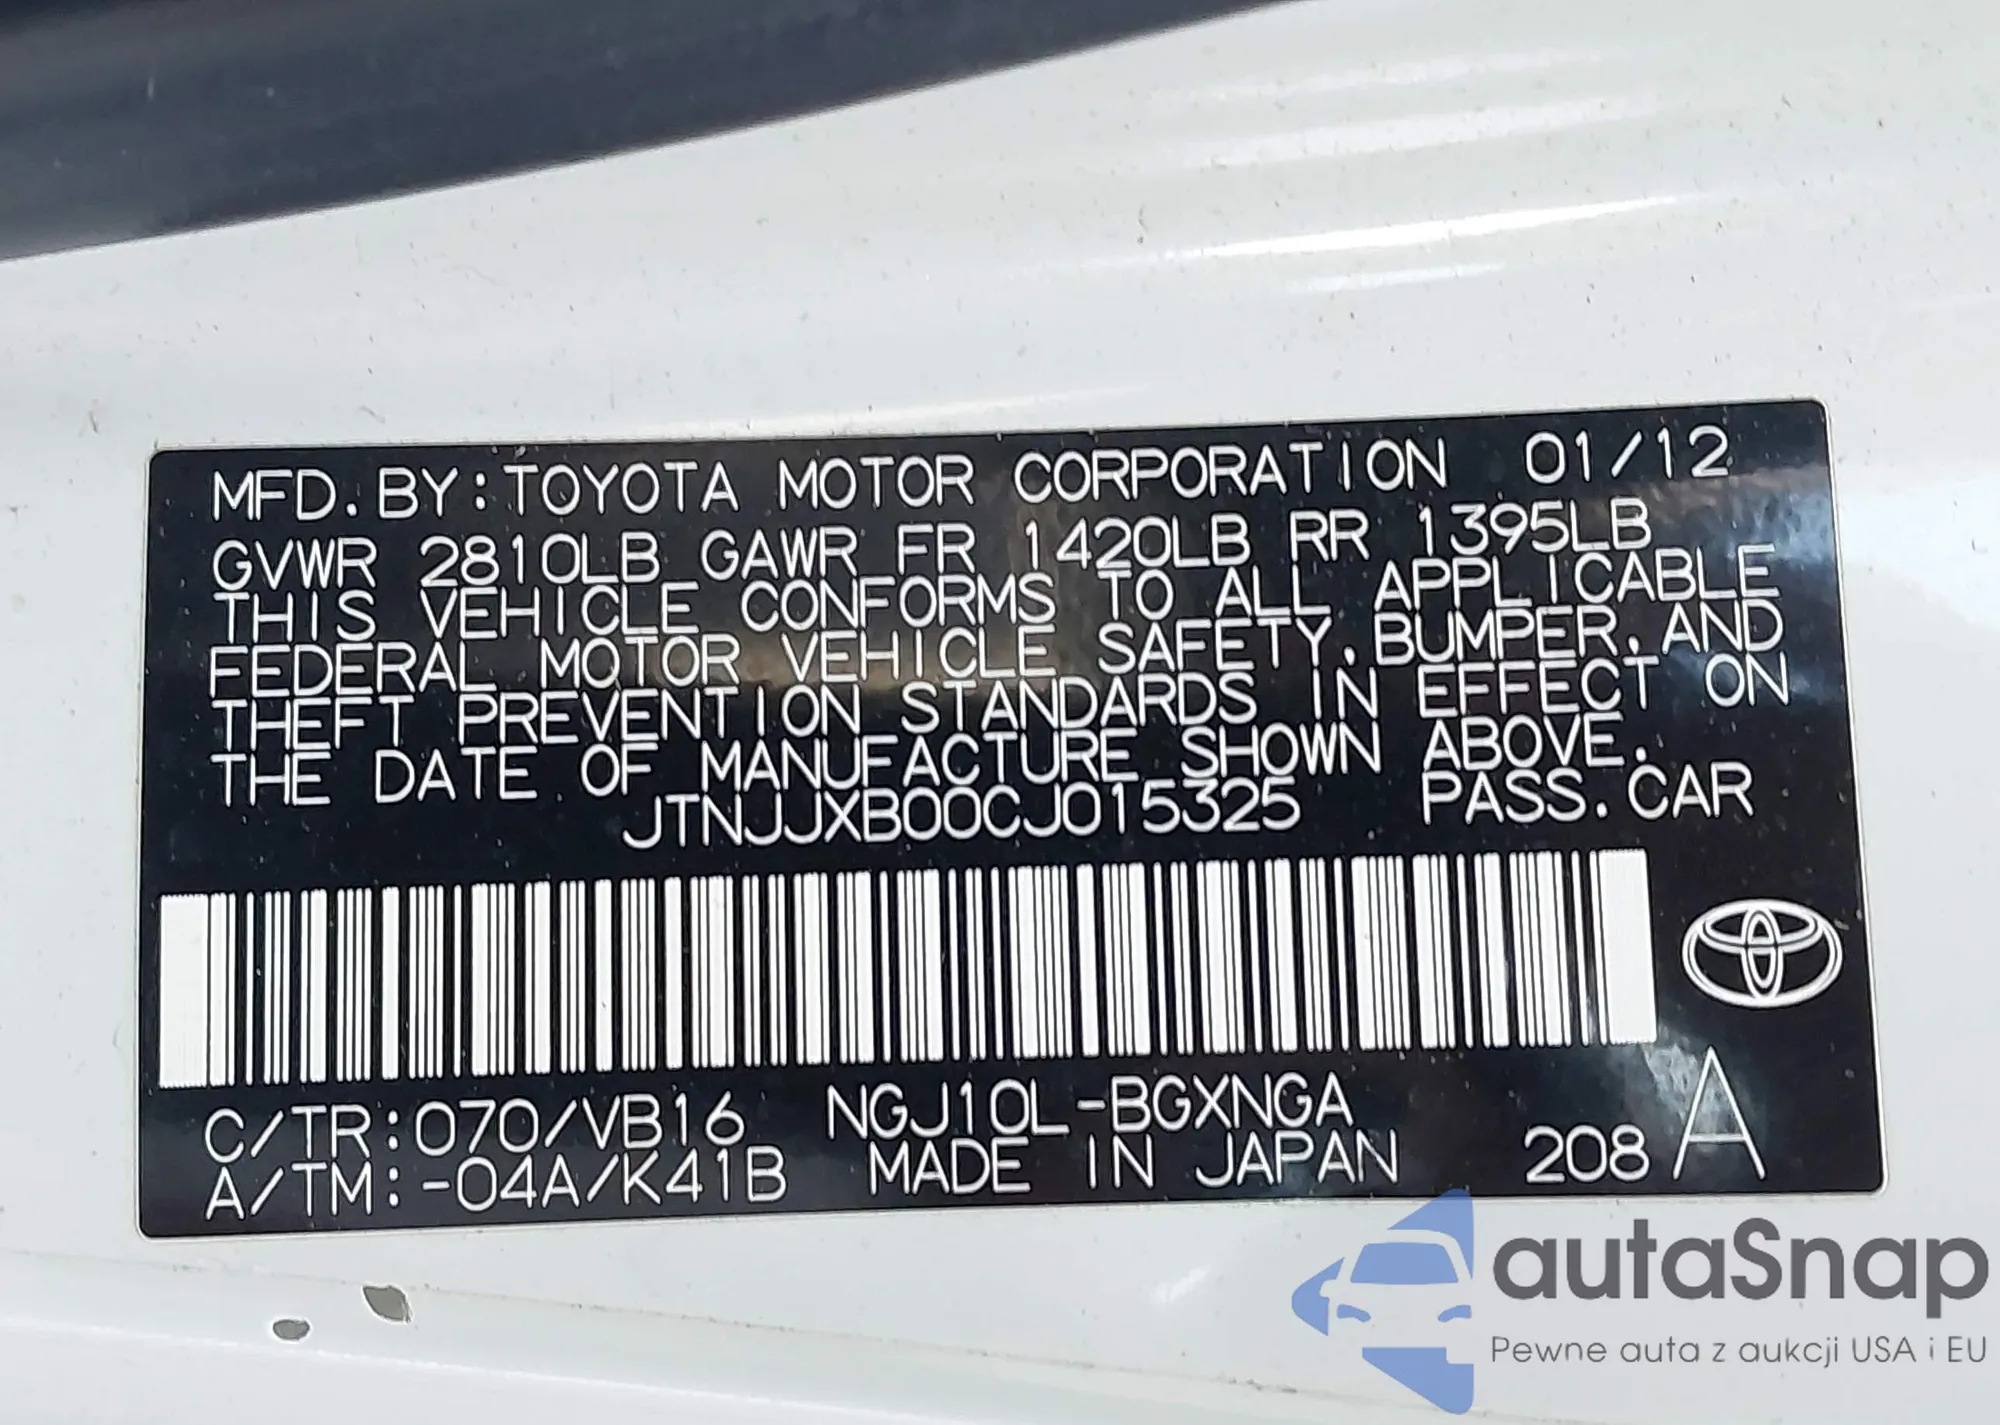 MFD. BY: TOYOTA MOTOR CORPORATION 01/12
GVWR 2810LB GAWR FR 1420LB RR 1395LB
THIS VEHICLE CONFORMS TO ALL APPLICABLE
FEDERAL MOTOR VEHICLE SAFETY, BUMPER, AND
THEFT PREVENTION STANDARDS IN EFFECT ON
THE DATE OF MANUFACTURE SHOWN ABOVE.
JTNJJXB00CJ015325 PASS. CAR
C/TR: 070/VB16 NGJ10L-BGXNGA
A/TM: -04A/K41B MADE IN JAPAN 208 A
autaSnap
Pewne auta z aukcji USA i EU